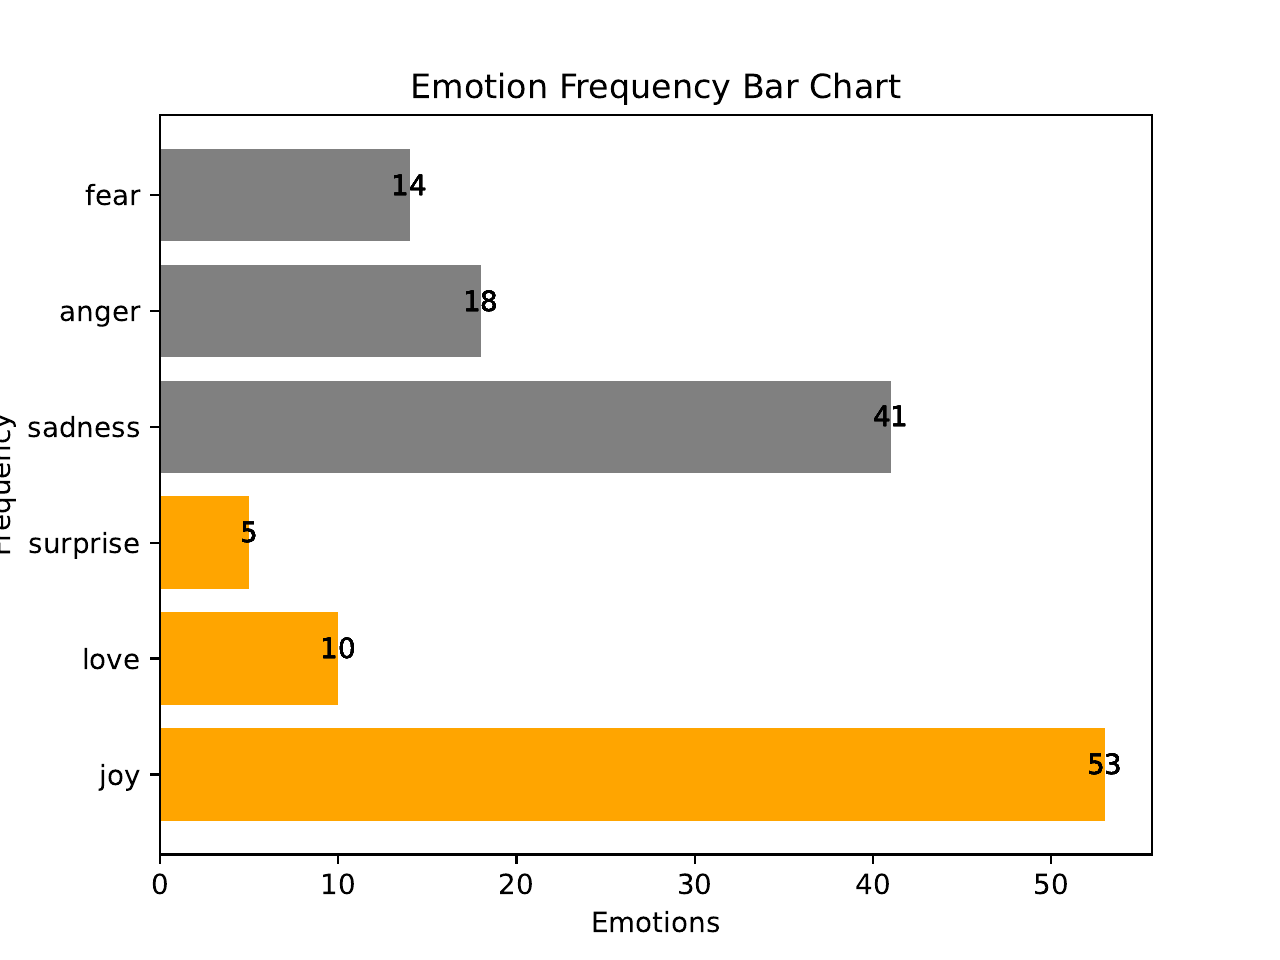 Emotion Frequency Bar Chart
fear
14
anger
18
sadness
41
Frequency
surprise
5
love
10
joy
53
0 10 20 30 40 50
Emotions